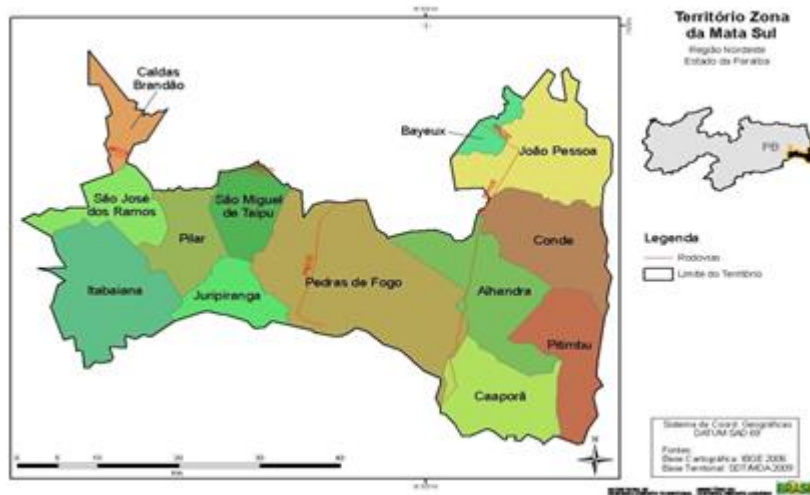 Território Zona
da Mata Sul
Região Nordeste
Estado da Paraíba
PB
Legenda
Rodovias
Limite do Território
Caldas
Brandão
Bayeux
João Pessoa
São José
dos Ramos
São Miguel
de Taipu
Pilar
Conde
Itabaiana
Juripiranga
Pedras de Fogo
Alhandra
Pitimbu
Caaporã
0 10 20 30 40
Km
N
Sistema de Coord. Geográficas
DATUM SAD 69
Fontes:
Base Cartográfica: IBGE 2006
Base Territorial: SDT/MDA 2009